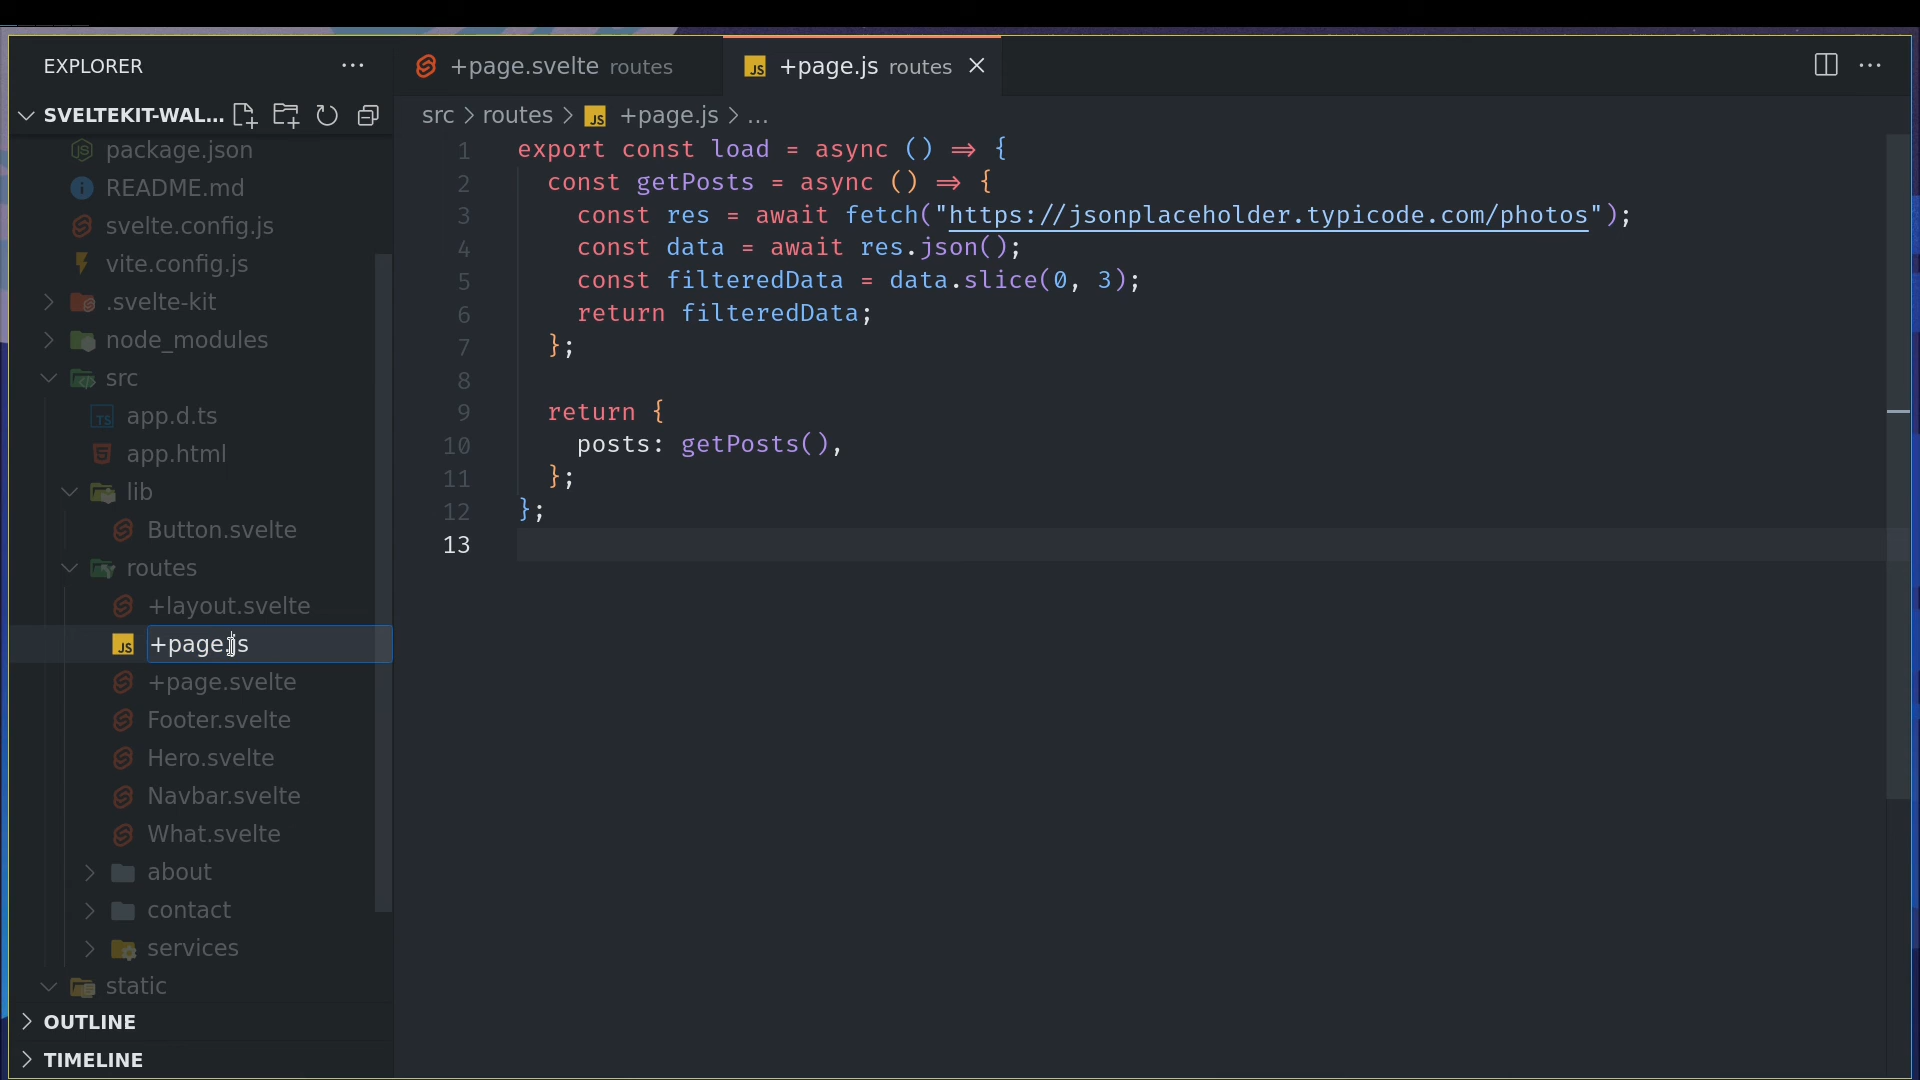 EXPLORER
SVELTEKIT-WAL...
package.json
README.md
svelte.config.js
vite.config.js
.svelte-kit
node_modules
src
app.d.ts
app.html
lib
Button.svelte
routes
+layout.svelte
+page.js
+page.svelte
Footer.svelte
Hero.svelte
Navbar.svelte
What.svelte
about
contact
services
static
OUTLINE
TIMELINE
+page.svelte routes
JS +page.js routes
src > routes > JS +page.js > ...
1 export const load = async () => {
2 const getPosts = async () => {
3 const res = await fetch("https://jsonplaceholder.typicode.com/photos");
4 const data = await res.json();
5 const filteredData = data.slice(0, 3);
6 return filteredData;
7 };
8
9 return {
10 posts: getPosts(),
11 };
12 };
13